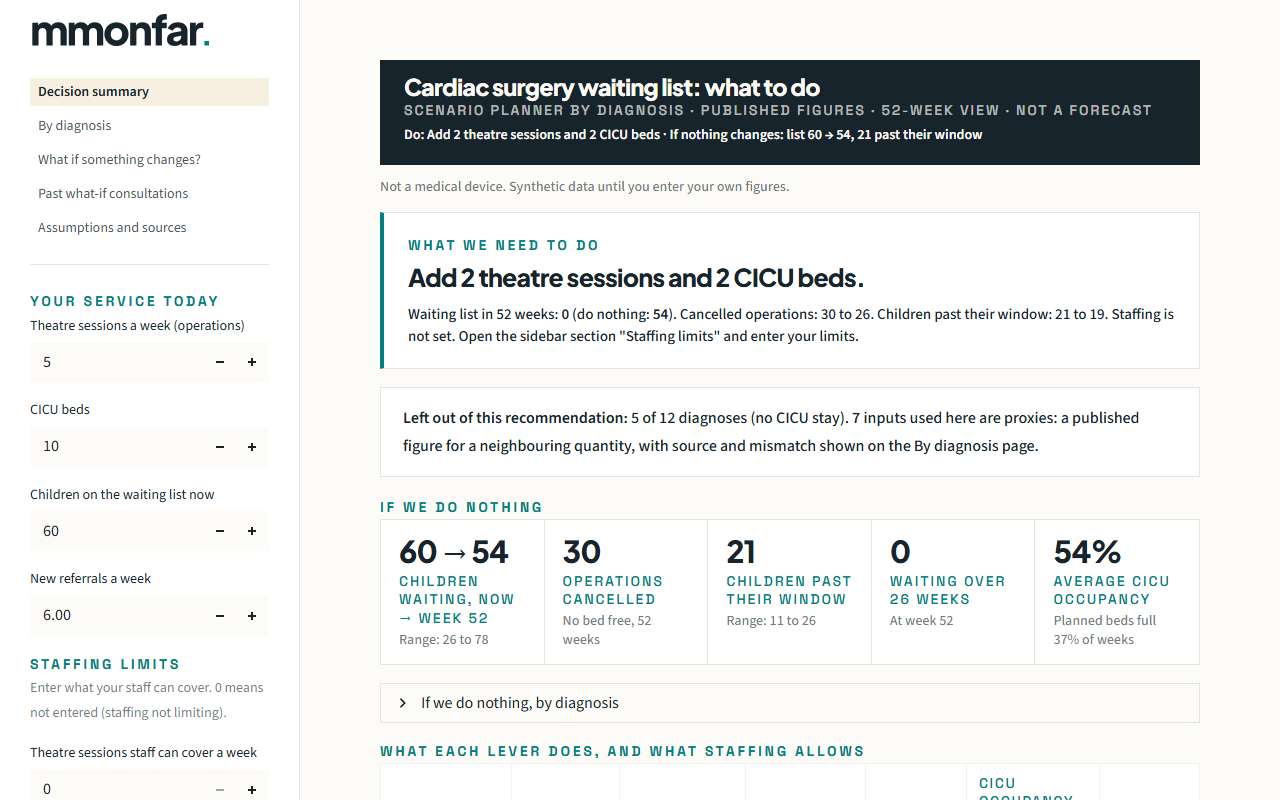 mmonfar.
Decision summary
By diagnosis
What if something changes?
Past what-if consultations
Assumptions and sources
YOUR SERVICE TODAY
Theatre sessions a week (operations)
5
CICU beds
10
Children on the waiting list now
60
New referrals a week
6.00
STAFFING LIMITS
Enter what your staff can cover. 0 means
not entered (staffing not limiting).
Theatre sessions staff can cover a week
0
Cardiac surgery waiting list: what to do
SCENARIO PLANNER BY DIAGNOSIS · PUBLISHED FIGURES · 52-WEEK VIEW · NOT A FORECAST
Do: Add 2 theatre sessions and 2 CICU beds · If nothing changes: list 60 → 54, 21 past their window
Not a medical device. Synthetic data until you enter your own figures.
WHAT WE NEED TO DO
Add 2 theatre sessions and 2 CICU beds.
Waiting list in 52 weeks: 0 (do nothing: 54). Cancelled operations: 30 to 26. Children past their window: 21 to 19. Staffing is
not set. Open the sidebar section "Staffing limits" and enter your limits.
Left out of this recommendation: 5 of 12 diagnoses (no CICU stay). 7 inputs used here are proxies: a published
figure for a neighbouring quantity, with source and mismatch shown on the By diagnosis page.
IF WE DO NOTHING
60 → 54
CHILDREN
WAITING, NOW
→ WEEK 52
Range: 26 to 78
30
OPERATIONS
CANCELLED
No bed free, 52
weeks
21
CHILDREN PAST
THEIR WINDOW
Range: 11 to 26
0
WAITING OVER
26 WEEKS
At week 52
54%
AVERAGE CICU
OCCUPANCY
Planned beds full
37% of weeks
If we do nothing, by diagnosis
WHAT EACH LEVER DOES, AND WHAT STAFFING ALLOWS
CICU
OCCUPANCY